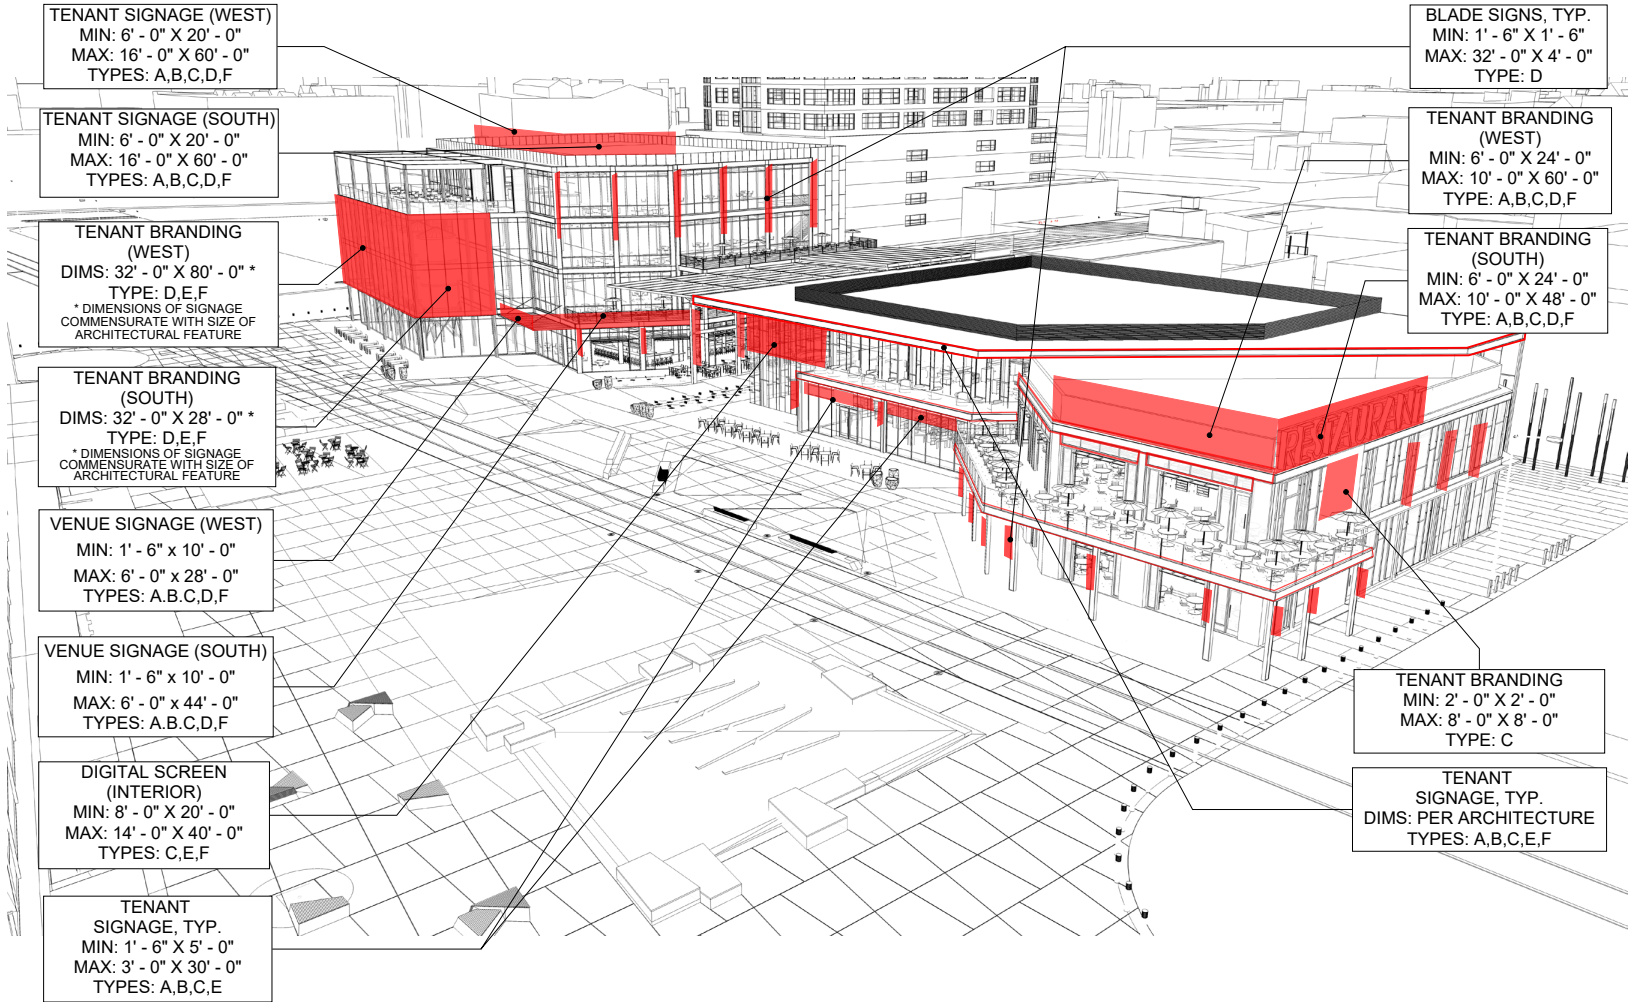 TENANT SIGNAGE (WEST)
MIN: 6' - 0" X 20' - 0"
MAX: 16' - 0" X 60' - 0"
TYPES: A,B,C,D,F
TENANT SIGNAGE (SOUTH)
MIN: 6' - 0" X 20' - 0"
MAX: 16' - 0" X 60' - 0"
TYPES: A,B,C,D,F
TENANT BRANDING
(WEST)
DIMS: 32' - 0" X 80' - 0" *
TYPE: D,E,F
* DIMENSIONS OF SIGNAGE
COMMENSURATE WITH SIZE OF
ARCHITECTURAL FEATURE
TENANT BRANDING
(SOUTH)
DIMS: 32' - 0" X 28' - 0" *
TYPE: D,E,F
* DIMENSIONS OF SIGNAGE
COMMENSURATE WITH SIZE OF
ARCHITECTURAL FEATURE
VENUE SIGNAGE (WEST)
MIN: 1' - 6" x 10' - 0"
MAX: 6' - 0" x 28' - 0"
TYPES: A.B.C,D,F
VENUE SIGNAGE (SOUTH)
MIN: 1' - 6" x 10' - 0"
MAX: 6' - 0" x 44' - 0"
TYPES: A.B.C,D,F
DIGITAL SCREEN
(INTERIOR)
MIN: 8' - 0" X 20' - 0"
MAX: 14' - 0" X 40' - 0"
TYPES: C,E,F
TENANT
SIGNAGE, TYP.
MIN: 1' - 6" X 5' - 0"
MAX: 3' - 0" X 30' - 0"
TYPES: A,B,C,E
RESTAURANT
BLADE SIGNS, TYP.
MIN: 1' - 6" X 1' - 6"
MAX: 32' - 0" X 4' - 0"
TYPE: D
TENANT BRANDING
(WEST)
MIN: 6' - 0" X 24' - 0"
MAX: 10' - 0" X 60' - 0"
TYPE: A,B,C,D,F
TENANT BRANDING
(SOUTH)
MIN: 6' - 0" X 24' - 0"
MAX: 10' - 0" X 48' - 0"
TYPE: A,B,C,D,F
TENANT BRANDING
MIN: 2' - 0" X 2' - 0"
MAX: 8' - 0" X 8' - 0"
TYPE: C
TENANT
SIGNAGE, TYP.
DIMS: PER ARCHITECTURE
TYPES: A,B,C,E,F